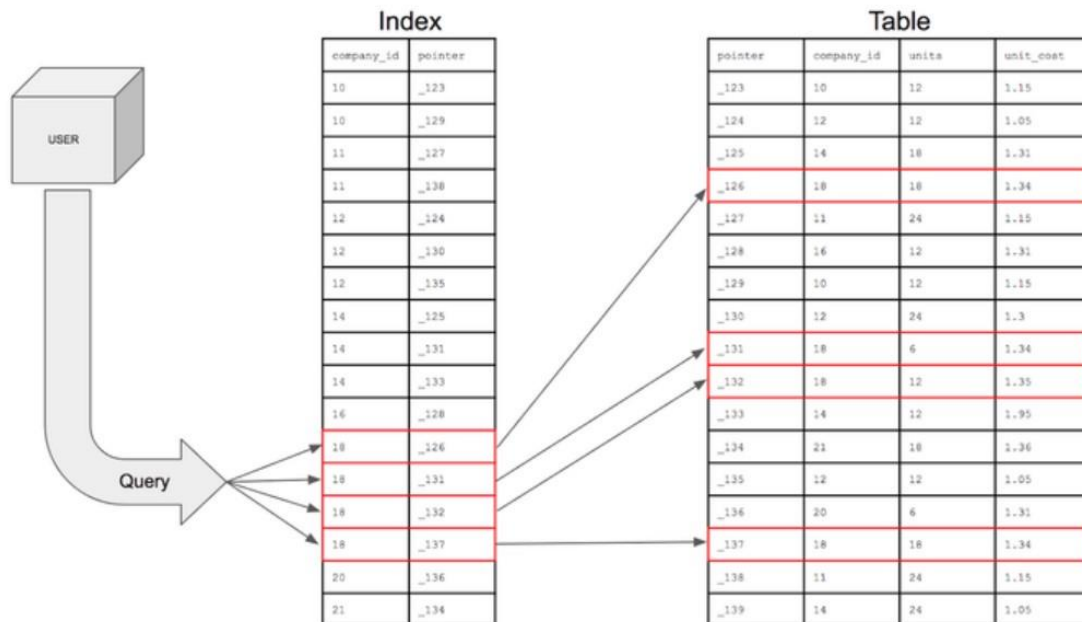 Index
Table
USER
Query
company_id pointer
10 _123
10 _129
11 _127
11 _138
12 _124
12 _130
12 _135
14 _125
14 _131
14 _133
16 _128
18 _126
18 _131
18 _132
18 _137
20 _136
21 _134
pointer company_id units unit_cost
_123 10 12 1.15
_124 12 12 1.05
_125 14 18 1.31
_126 18 18 1.34
_127 11 24 1.15
_128 16 12 1.31
_129 10 12 1.15
_130 12 24 1.3
_131 18 6 1.34
_132 18 12 1.35
_133 14 12 1.95
_134 21 18 1.36
_135 12 12 1.05
_136 20 6 1.31
_137 18 18 1.34
_138 11 24 1.15
_139 14 24 1.05